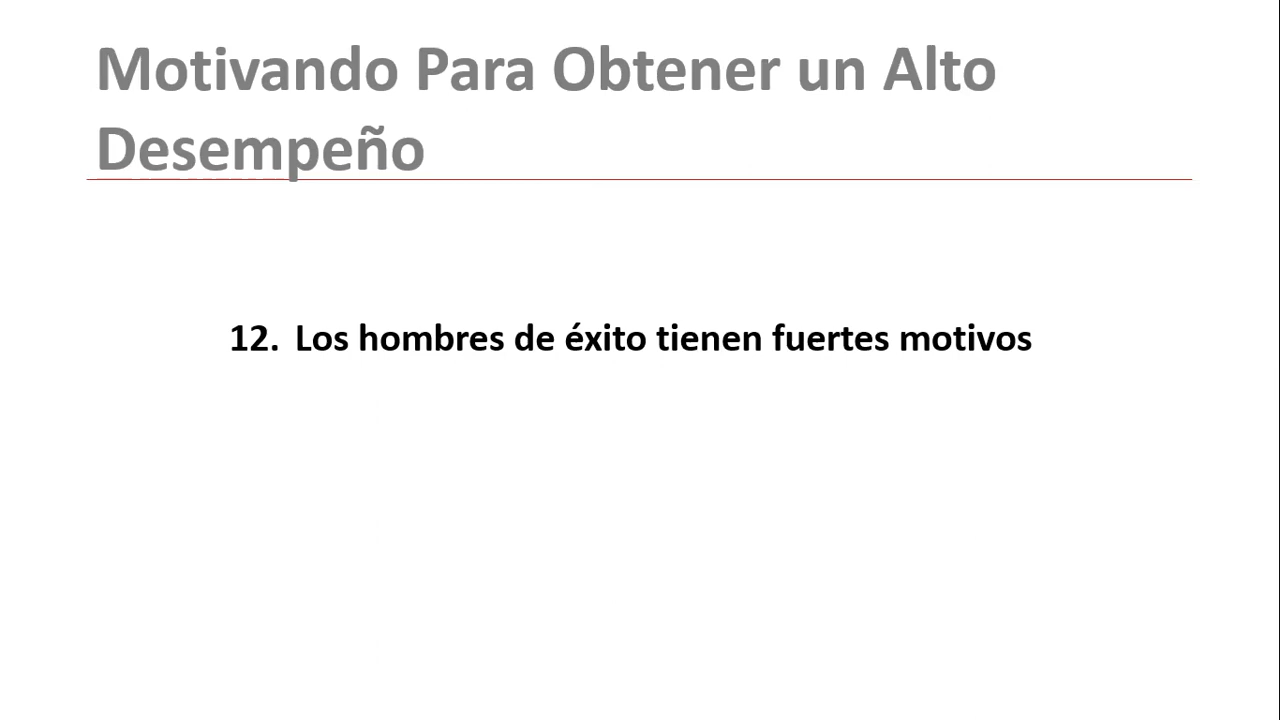 Motivando Para Obtener un Alto
Desempeño
12. Los hombres de éxito tienen fuertes motivos